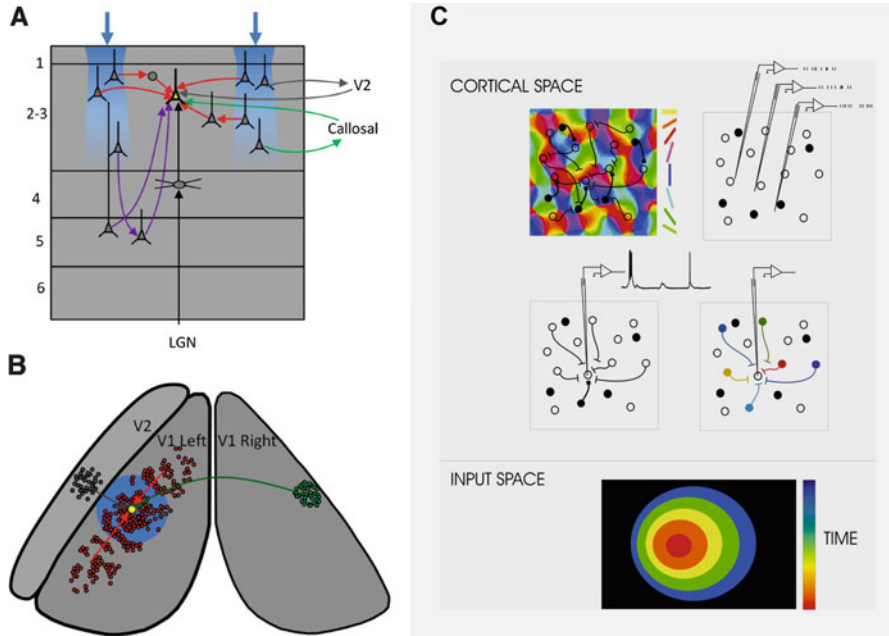 A
1
2-3
4
5
6
V2
Callosal
LGN
B
V2
V1 Left
V1 Right
C
CORTICAL SPACE
INPUT SPACE
TIME